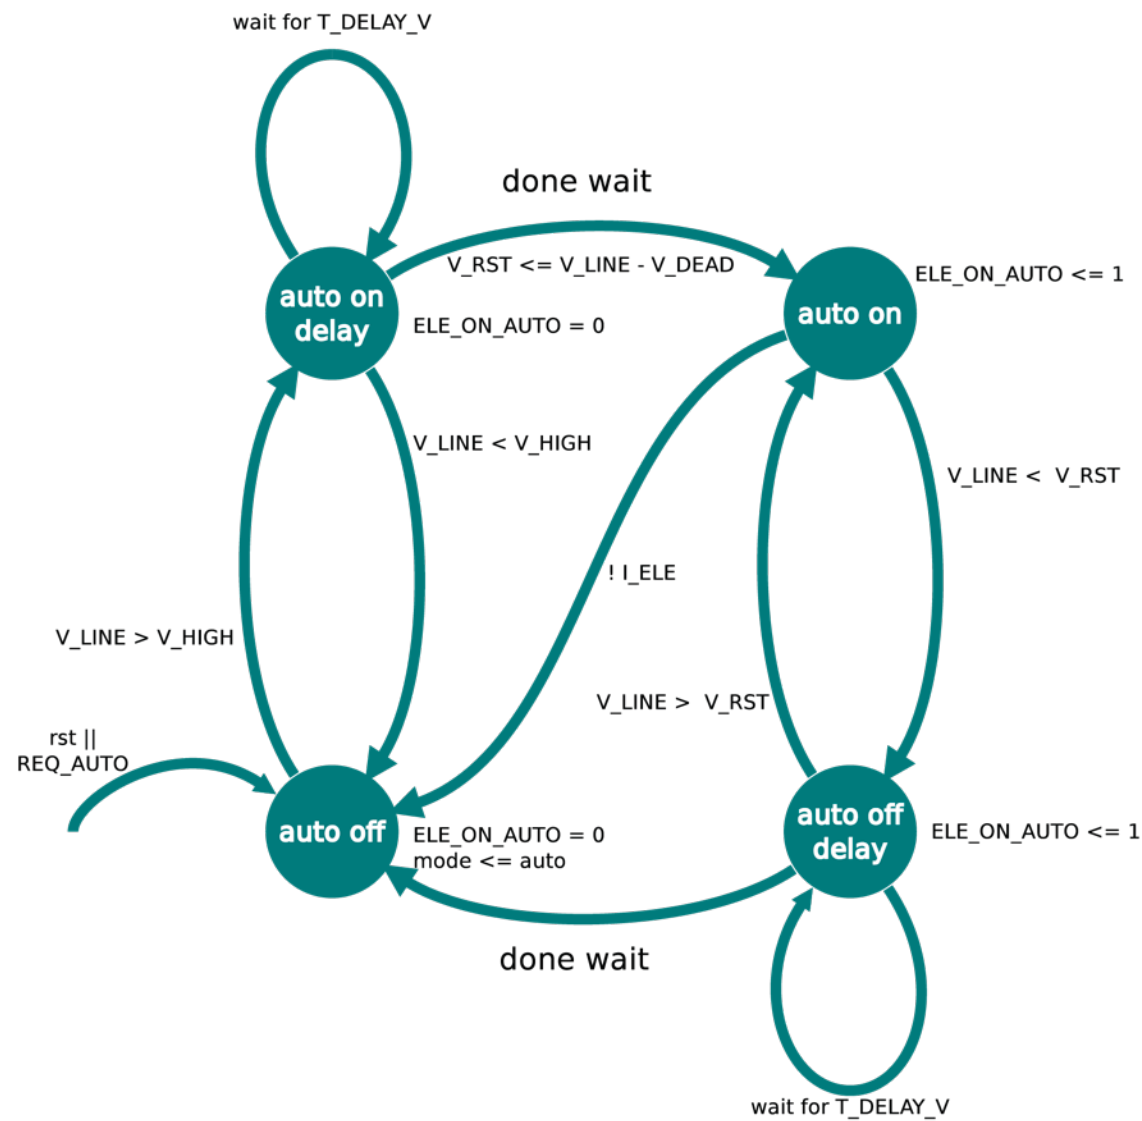 wait for T_DELAY_V
done wait
V_RST <= V_LINE - V_DEAD
auto on
delay
ELE_ON_AUTO = 0
auto on
ELE_ON_AUTO <= 1
V_LINE < V_HIGH
V_LINE <  V_RST
! I_ELE
V_LINE > V_HIGH
V_LINE >  V_RST
rst ||
REQ_AUTO
auto off
ELE_ON_AUTO = 0
mode <= auto
auto off
delay
ELE_ON_AUTO <= 1
done wait
wait for T_DELAY_V